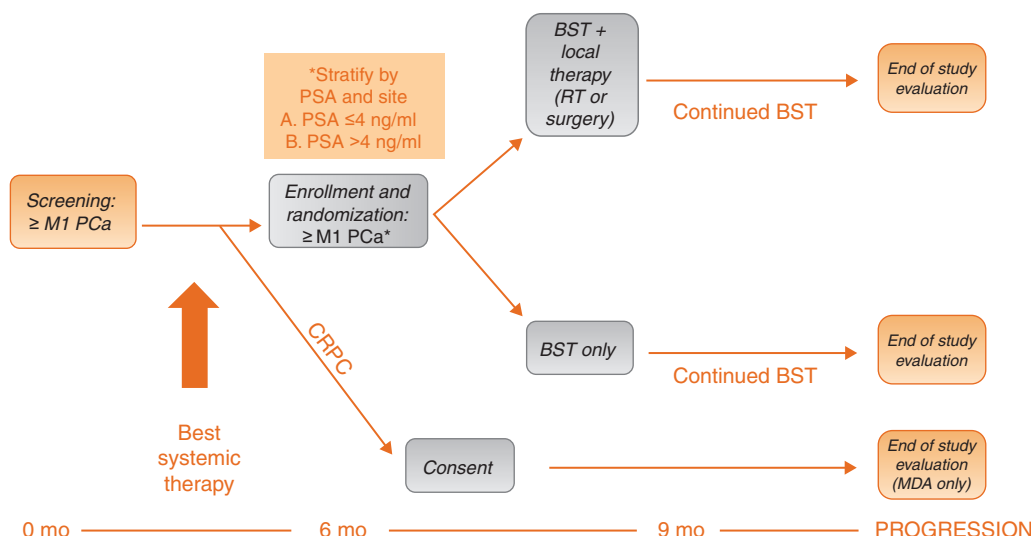 *Stratify by
PSA and site
A. PSA ≤4 ng/ml
B. PSA >4 ng/ml
BST +
local
therapy
(RT or
surgery)
Continued BST
End of study
evaluation
Screening:
≥ M1 PCa
Enrollment and
randomization:
≥ M1 PCa*
CRPC
BST only
Continued BST
End of study
evaluation
Best
systemic
therapy
Consent
End of study
evaluation
(MDA only)
0 mo
6 mo
9 mo
PROGRESSION